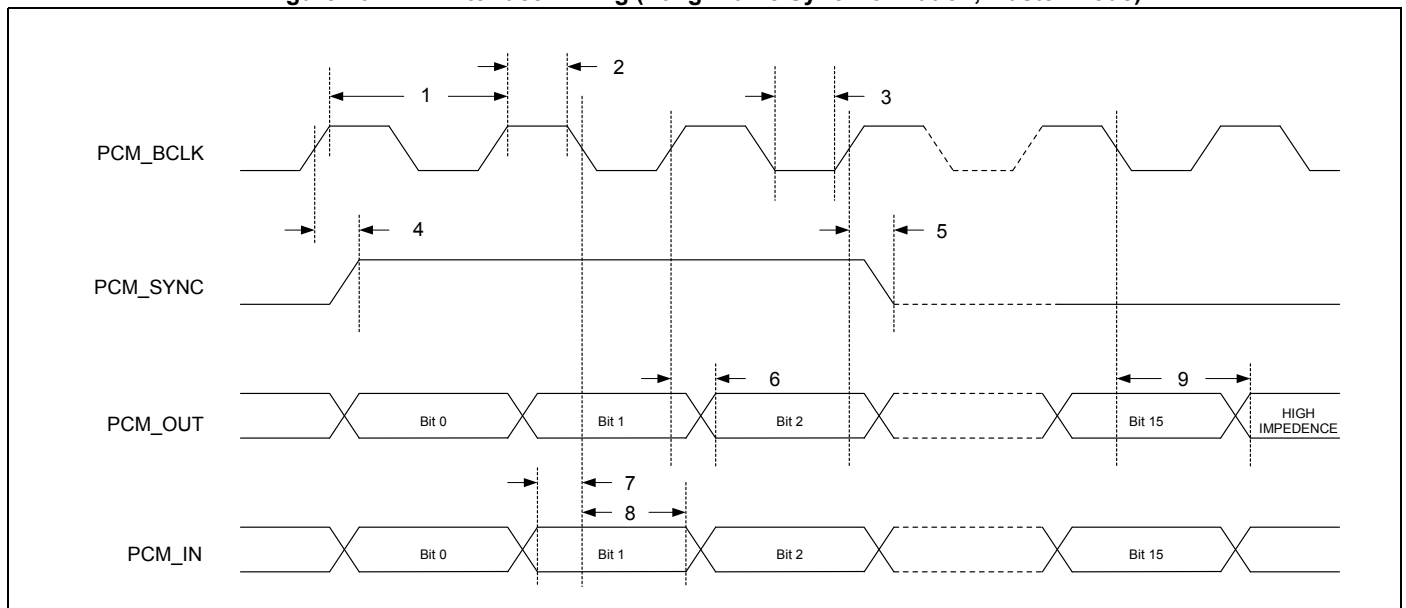 2
1
3
PCM_BCLK
4
5
PCM_SYNC
6
9
PCM_OUT
Bit 0
Bit 1
Bit 2
Bit 15
HIGH
IMPEDENCE
7
8
PCM_IN
Bit 0
Bit 1
Bit 2
Bit 15